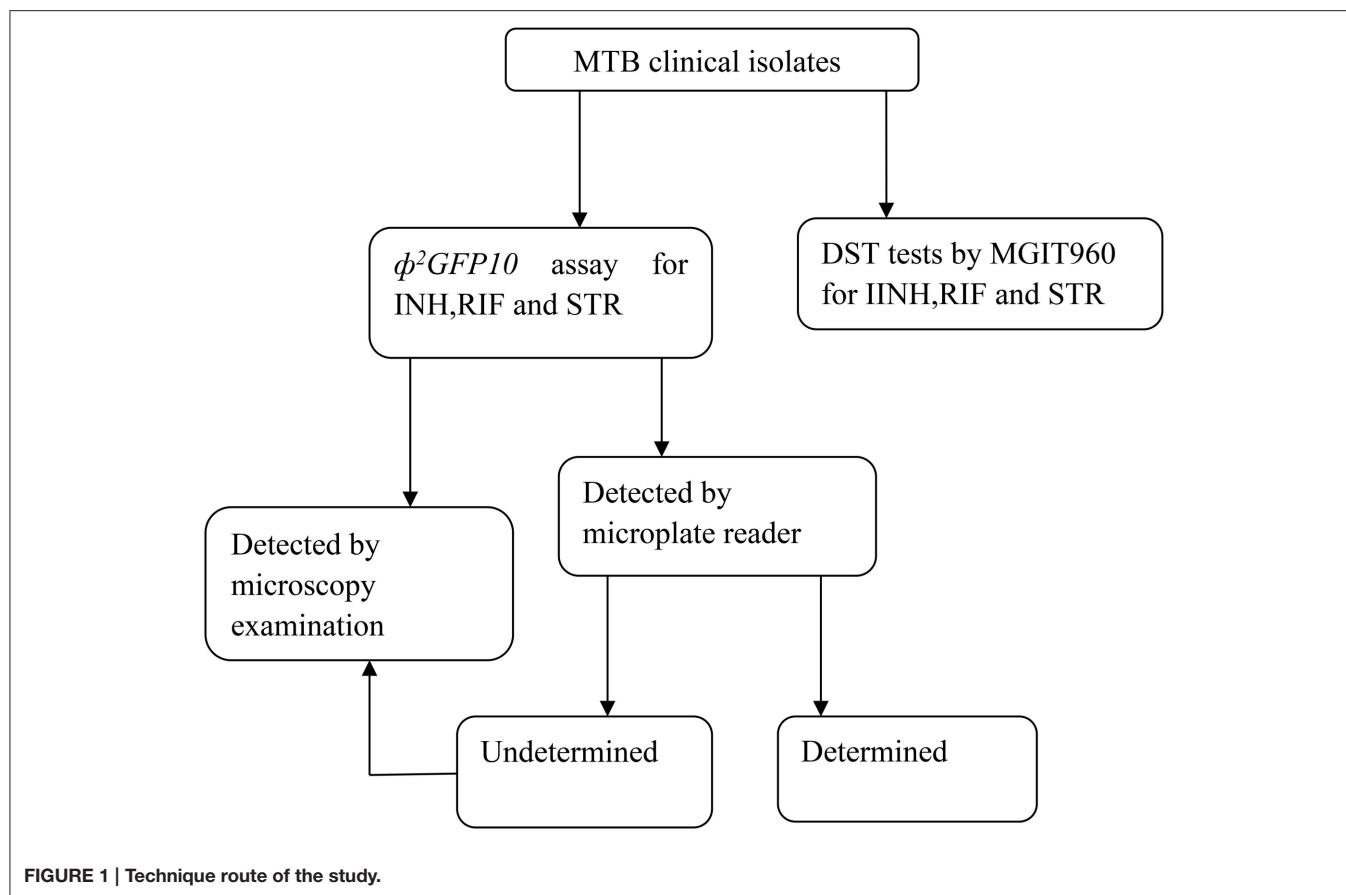 MTB clinical isolates
ф²GFP10 assay for
INH,RIF and STR
DST tests by MGIT960
for IINH,RIF and STR
Detected by
microscopy
examination
Detected by
microplate reader
Undetermined
Determined
FIGURE 1 | Technique route of the study.